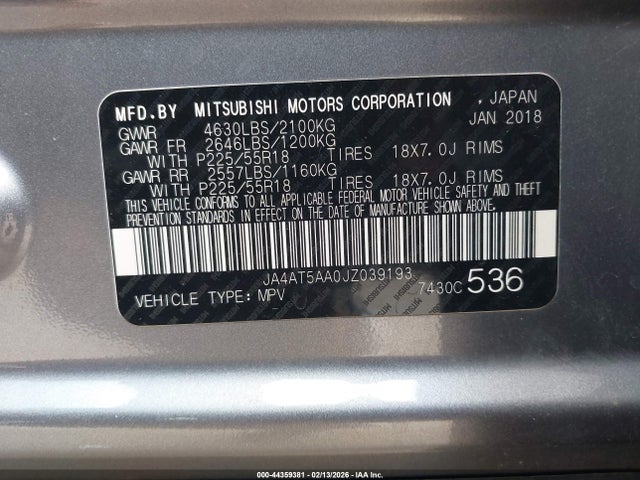 MFD.BY MITSUBISHI MOTORS CORPORATION , JAPAN
GVWR 4630LBS/2100KG JAN 2018
GAWR FR 2646LBS/1200KG
WITH P225/55R18 TIRES 18X7.0J RIMS
GAWR RR 2557LBS/1160KG
WITH P225/55R18 TIRES 18X7.0J RIMS
THIS VEHICLE CONFORMS TO ALL APPLICABLE FEDERAL MOTOR VEHICLE SAFETY AND THEFT
PREVENTION STANDARDS IN EFFECT ON THE DATE OF MANUFACTURE SHOWN ABOVE.
JA4AT5AA0JZ039193
VEHICLE TYPE: MPV 7430C 536
000-44359381 - 02/13/2026 - IAA Inc.